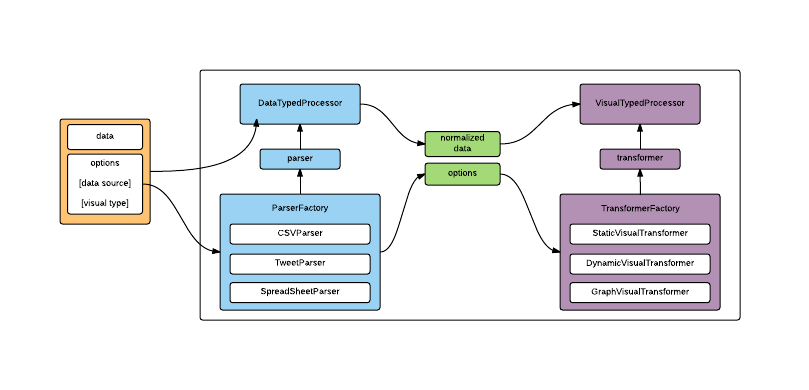 data
options
[data source]
[visual type]
DataTypedProcessor
parser
ParserFactory
CSVParser
TweetParser
SpreadSheetParser
normalized
data
options
VisualTypedProcessor
transformer
TransformerFactory
StaticVisualTransformer
DynamicVisualTransformer
GraphVisualTransformer